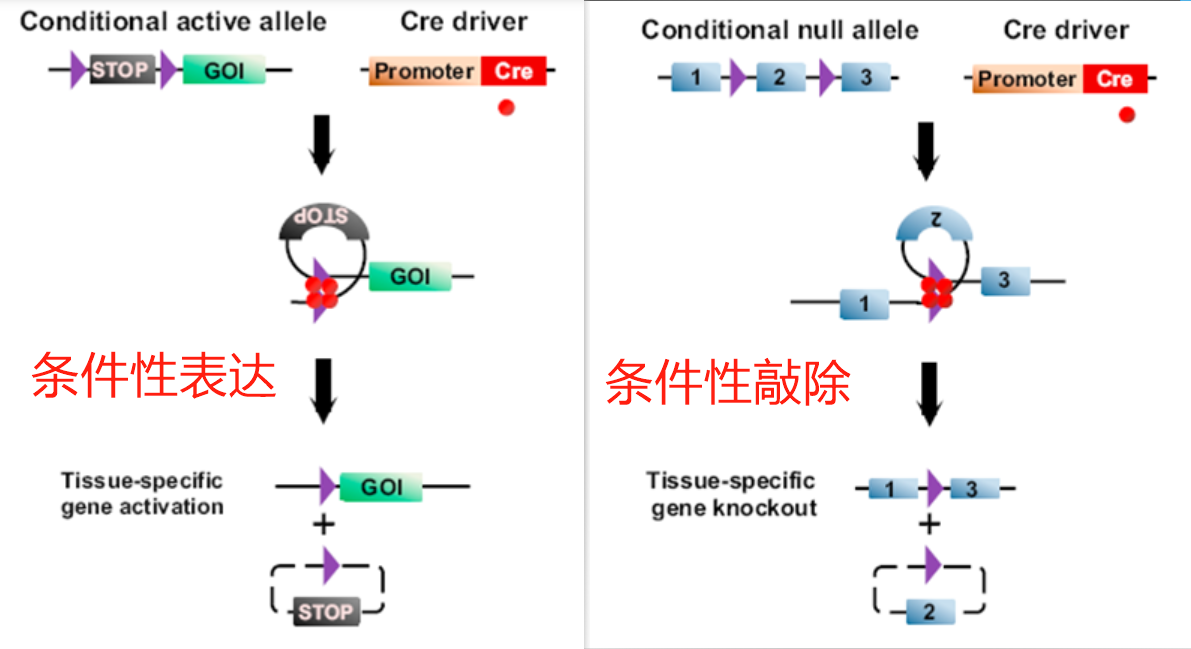 Conditional active allele
Cre driver
STOP
GOI
Promoter
Cre
STOP
GOI
条件性表达
Tissue-specific
gene activation
GOI
+
STOP
Conditional null allele
Cre driver
1
2
3
Promoter
Cre
2
3
1
条件性敲除
Tissue-specific
gene knockout
1
3
+
2